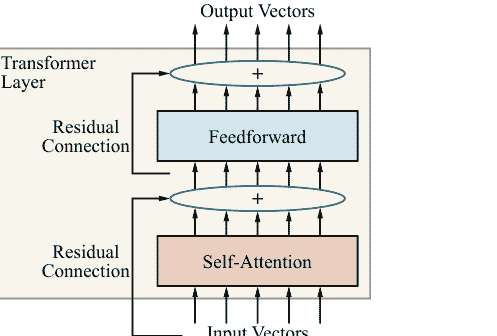 Output Vectors
Transformer
Layer
+
Residual
Connection
Feedforward
+
Residual
Connection
Self-Attention
Input Vectors